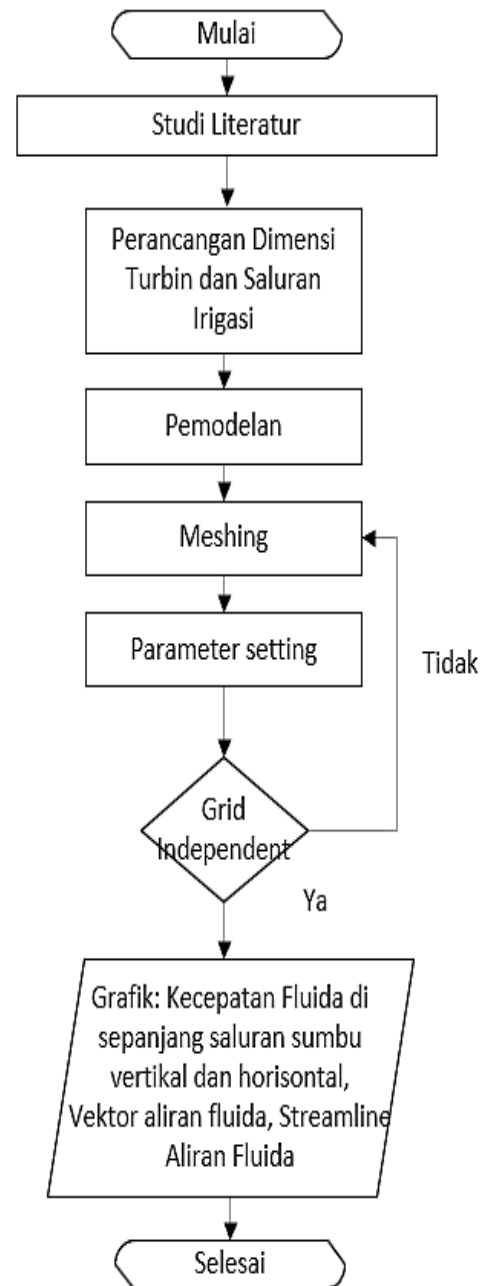 Mulai
Studi Literatur
Perancangan Dimensi
Turbin dan Saluran
Irigasi
Pemodelan
Meshing
Parameter setting
Tidak
Grid
Independent
Ya
Grafik: Kecepatan Fluida di
sepanjang saluran sumbu
vertikal dan horisontal,
Vektor aliran fluida, Streamline
Aliran Fluida
Selesai